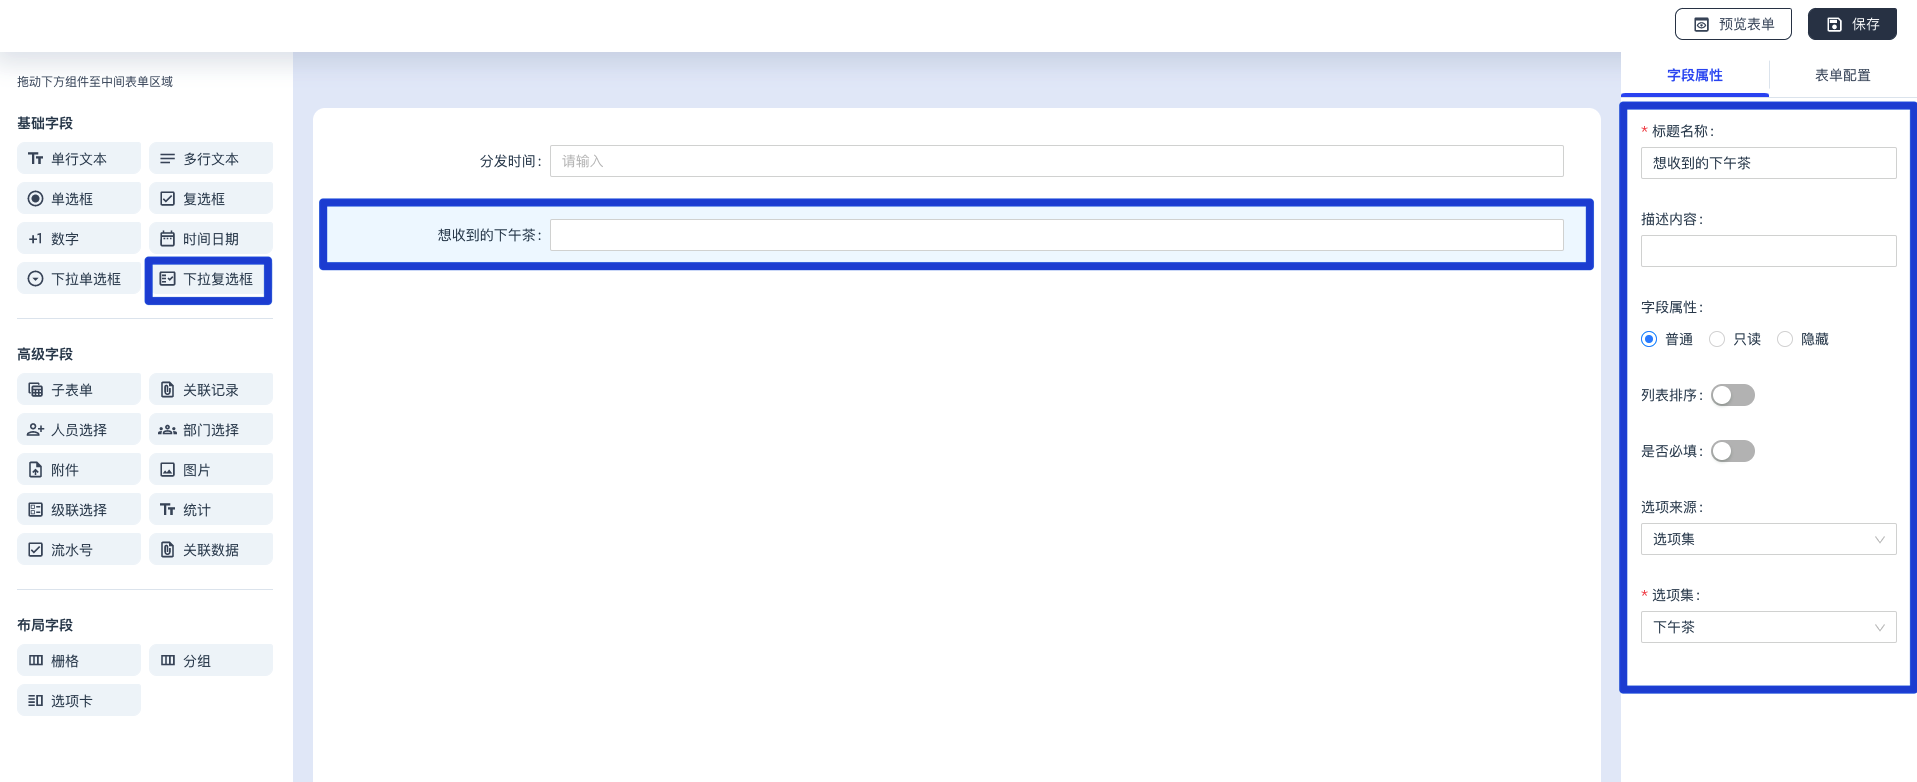 预览表单
保存
拖动下方组件至中间表单区域
基础字段
单行文本
多行文本
单选框
复选框
+1 数字
时间日期
下拉单选框
下拉复选框
高级字段
子表单
关联记录
人员选择
部门选择
附件
图片
级联选择
统计
流水号
关联数据
布局字段
栅格
分组
选项卡
分发时间:
请输入
想收到的下午茶:
字段属性
表单配置
* 标题名称:
想收到的下午茶
描述内容:
字段属性:
普通
只读
隐藏
列表排序:
是否必填:
选项来源:
选项集
* 选项集:
下午茶